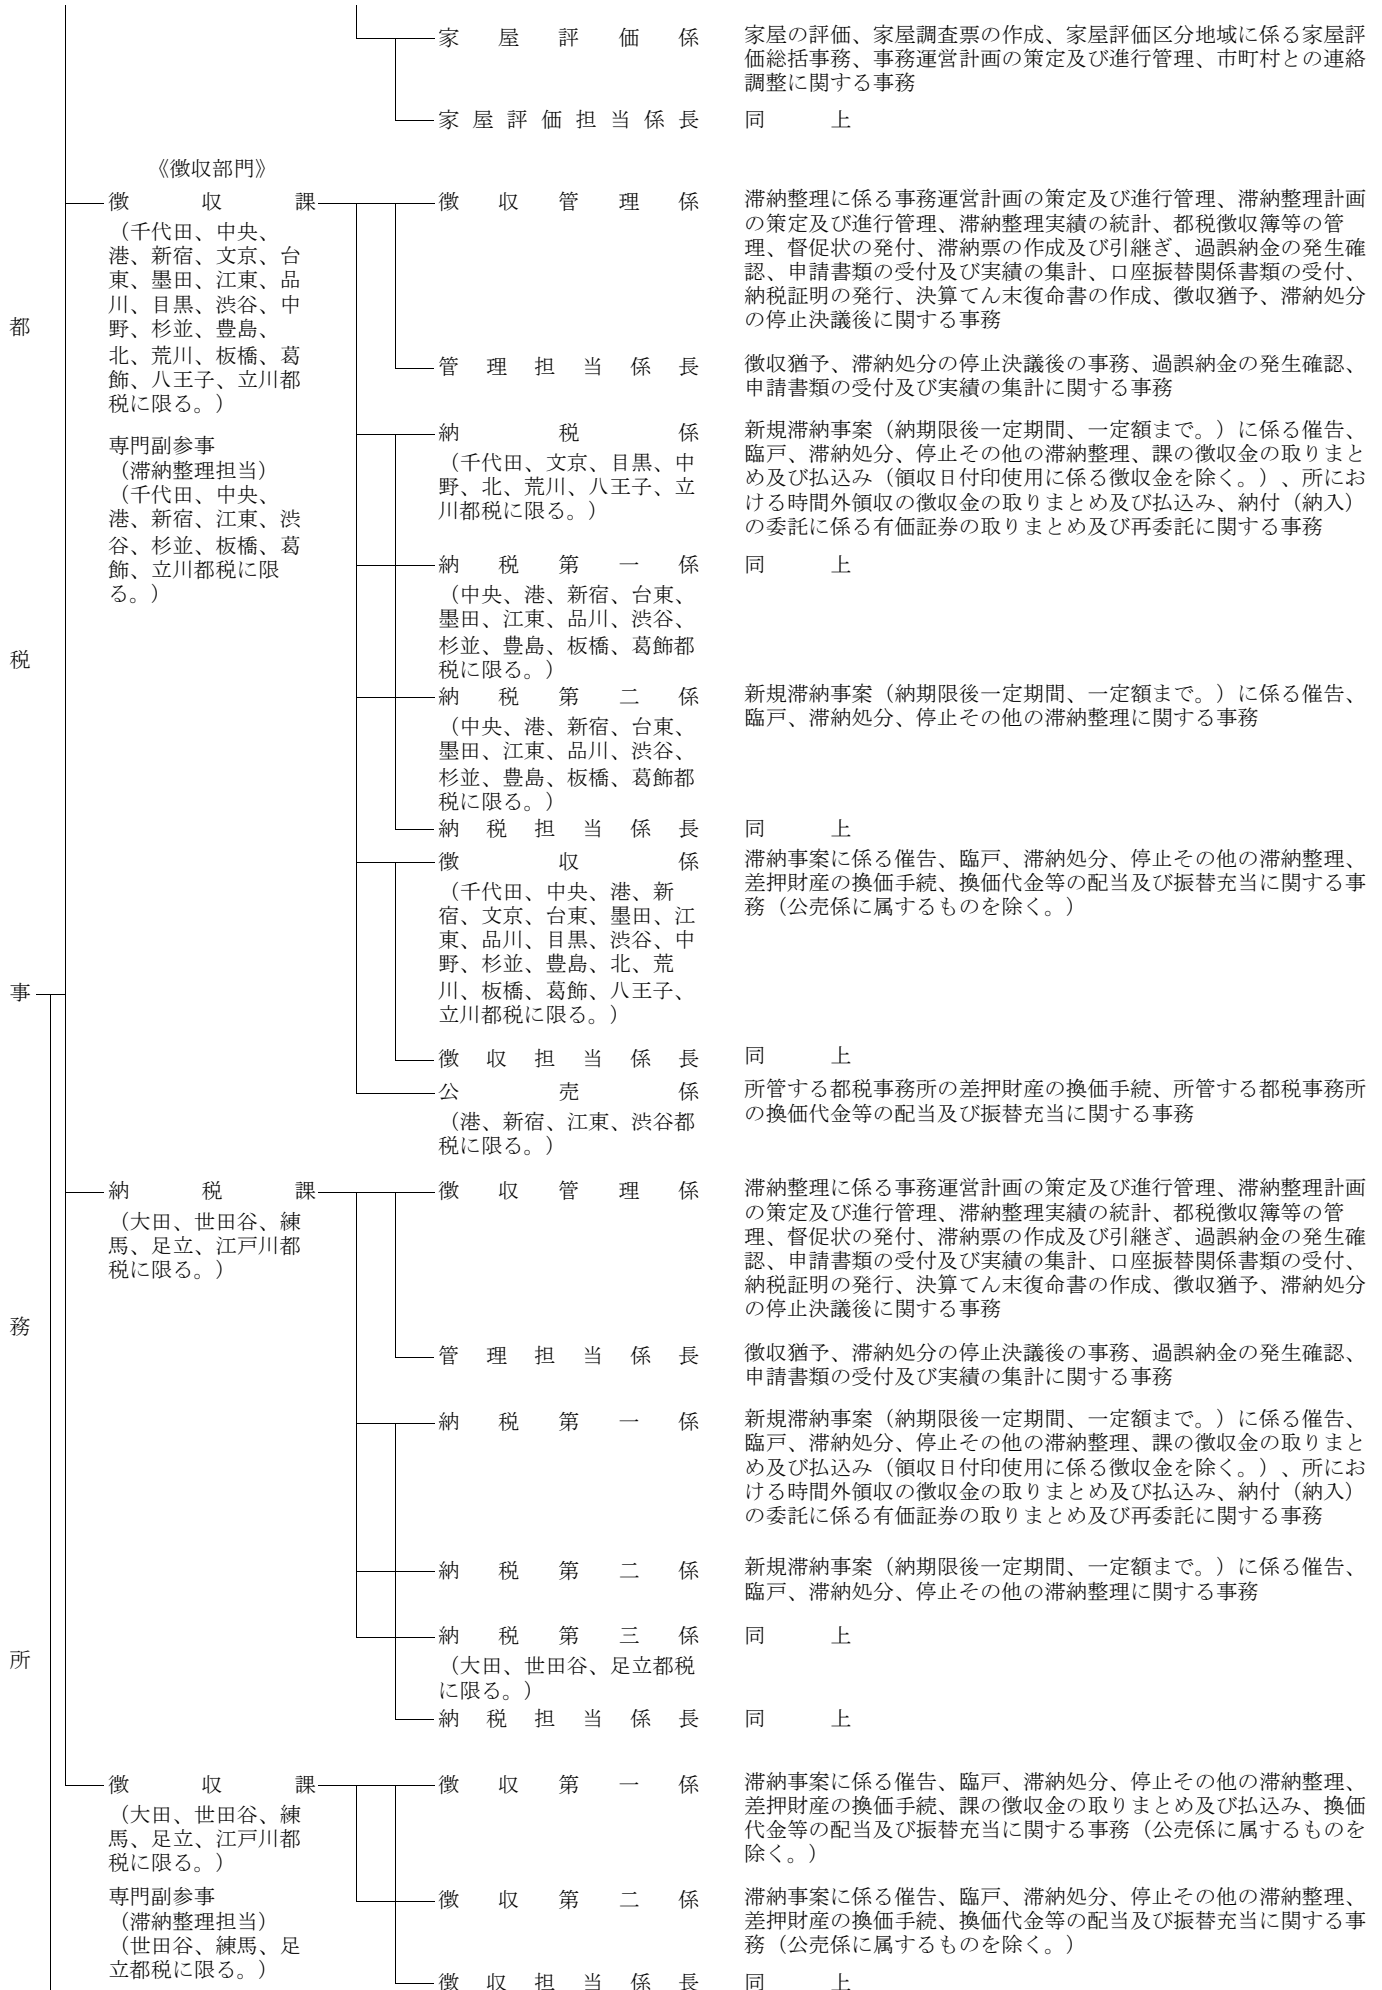 家屋評価係
家屋の評価、家屋調査票の作成、家屋評価区分地域に係る家屋評
価総括事務、事務運営計画の策定及び進行管理、市町村との連絡
調整に関する事務
家屋評価担当係長
同上
《徴収部門》
徴収課
（千代田、中央、
港、新宿、文京、台
東、墨田、江東、品
川、目黒、渋谷、中
野、杉並、豊島、
北、荒川、板橋、葛
飾、八王子、立川都
税に限る。）
専門副参事
（滞納整理担当）
（千代田、中央、
港、新宿、江東、渋
谷、杉並、板橋、葛
飾、立川都税に限
る。）
徴収管理係
滞納整理に係る事務運営計画の策定及び進行管理、滞納整理計画
の策定及び進行管理、滞納整理実績の統計、都税徴収簿等の管
理、督促状の発付、滞納票の作成及び引継ぎ、過誤納金の発生確
認、申請書類の受付及び実績の集計、口座振替関係書類の受付、
納税証明の発行、決算てん末復命書の作成、徴収猶予、滞納処分
の停止決議後に関する事務
管理担当係長
徴収猶予、滞納処分の停止決議後の事務、過誤納金の発生確認、
申請書類の受付及び実績の集計に関する事務
納税係
（千代田、文京、目黒、中
野、北、荒川、八王子、立
川都税に限る。）
新規滞納事案（納期限後一定期間、一定額まで。）に係る催告、
臨戸、滞納処分、停止その他の滞納整理、課の徴収金の取りまと
め及び払込み（領収日付印使用に係る徴収金を除く。）、所にお
ける時間外領収の徴収金の取りまとめ及び払込み、納付（納入）
の委託に係る有価証券の取りまとめ及び再委託に関する事務
納税第一係
（中央、港、新宿、台東、
墨田、江東、品川、渋谷、
杉並、豊島、板橋、葛飾都
税に限る。）
同上
納税第二係
（中央、港、新宿、台東、
墨田、江東、品川、渋谷、
杉並、豊島、板橋、葛飾都
税に限る。）
新規滞納事案（納期限後一定期間、一定額まで。）に係る催告、
臨戸、滞納処分、停止その他の滞納整理に関する事務
納税担当係長
同上
徴収係
（千代田、中央、港、新
宿、文京、台東、墨田、江
東、品川、目黒、渋谷、中
野、杉並、豊島、北、荒
川、板橋、葛飾、八王子、
立川都税に限る。）
滞納事案に係る催告、臨戸、滞納処分、停止その他の滞納整理、
差押財産の換価手続、換価代金等の配当及び振替充当に関する事
務（公売係に属するものを除く。）
徴収担当係長
同上
公売係
（港、新宿、江東、渋谷都
税に限る。）
所管する都税事務所の差押財産の換価手続、所管する都税事務所
の換価代金等の配当及び振替充当に関する事務
都税事務所
納税課
（大田、世田谷、練
馬、足立、江戸川都
税に限る。）
徴収管理係
滞納整理に係る事務運営計画の策定及び進行管理、滞納整理計画
の策定及び進行管理、滞納整理実績の統計、都税徴収簿等の管
理、督促状の発付、滞納票の作成及び引継ぎ、過誤納金の発生確
認、申請書類の受付及び実績の集計、口座振替関係書類の受付、
納税証明の発行、決算てん末復命書の作成、徴収猶予、滞納処分
の停止決議後に関する事務
管理担当係長
徴収猶予、滞納処分の停止決議後の事務、過誤納金の発生確認、
申請書類の受付及び実績の集計に関する事務
納税第一係
新規滞納事案（納期限後一定期間、一定額まで。）に係る催告、
臨戸、滞納処分、停止その他の滞納整理、課の徴収金の取りまと
め及び払込み（領収日付印使用に係る徴収金を除く。）、所にお
ける時間外領収の徴収金の取りまとめ及び払込み、納付（納入）
の委託に係る有価証券の取りまとめ及び再委託に関する事務
納税第二係
新規滞納事案（納期限後一定期間、一定額まで。）に係る催告、
臨戸、滞納処分、停止その他の滞納整理に関する事務
納税第三係
（大田、世田谷、足立都税
に限る。）
同上
納税担当係長
同上
徴収課
（大田、世田谷、練
馬、足立、江戸川都
税に限る。）
専門副参事
（滞納整理担当）
（世田谷、練馬、足
立都税に限る。）
徴収第一係
滞納事案に係る催告、臨戸、滞納処分、停止その他の滞納整理、
差押財産の換価手続、課の徴収金の取りまとめ及び払込み、換価
代金等の配当及び振替充当に関する事務（公売係に属するものを
除く。）
徴収第二係
滞納事案に係る催告、臨戸、滞納処分、停止その他の滞納整理、
差押財産の換価手続、換価代金等の配当及び振替充当に関する事
務（公売係に属するものを除く。）
徴収担当係長
同上